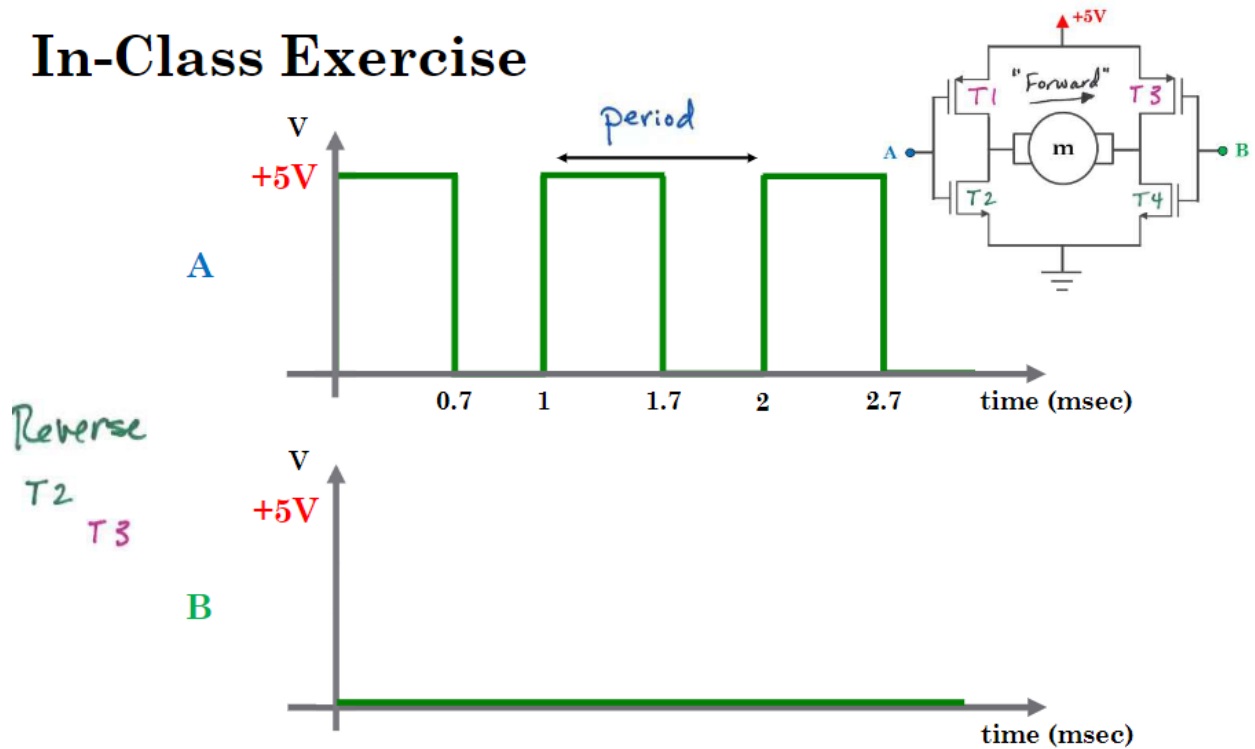 In-Class Exercise
+5V
"Forward"
T1
T3
A
m
B
T2
T4
period
V
+5V
A
0.7 1 1.7 2 2.7 time (msec)
Reverse
T2
T3
V
+5V
B
time (msec)